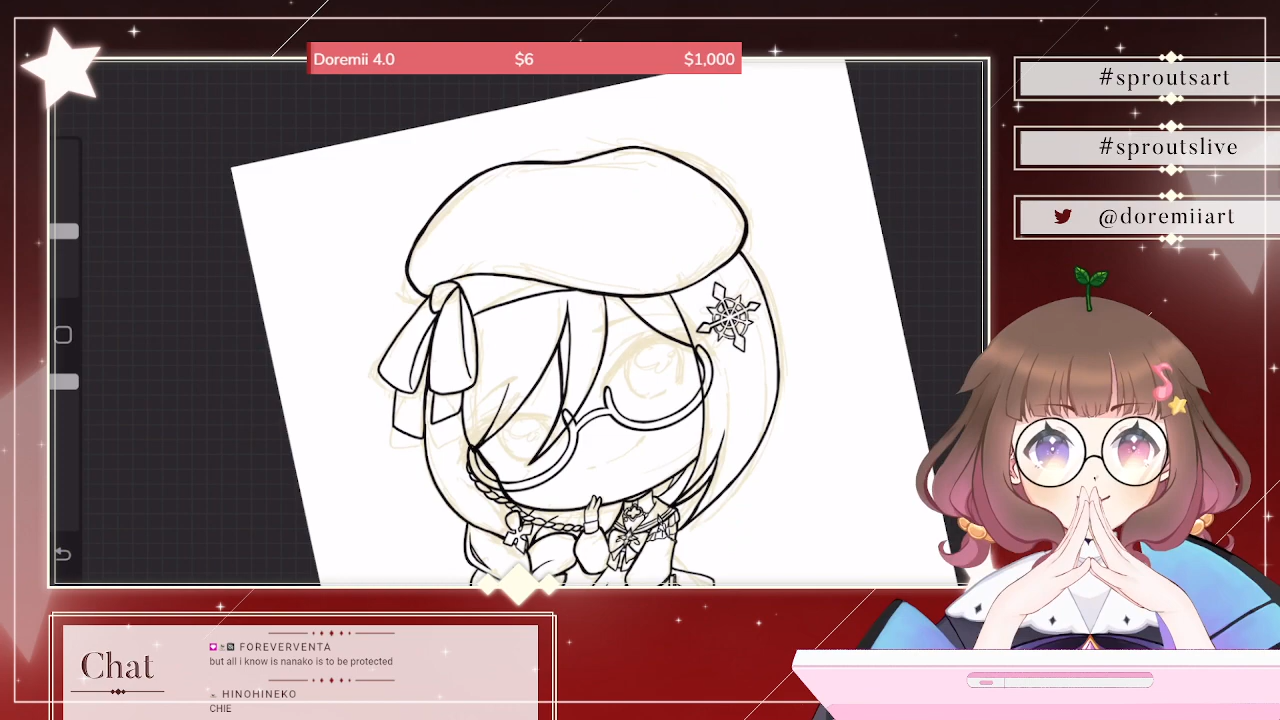 Doremii 4.0 $6 $1,000
#sproutsart
#sproutslive
@doremiiart
Chat
FOREVERVENTA
but all i know is nanako is to be protected
HINOHINEKO
CHIE